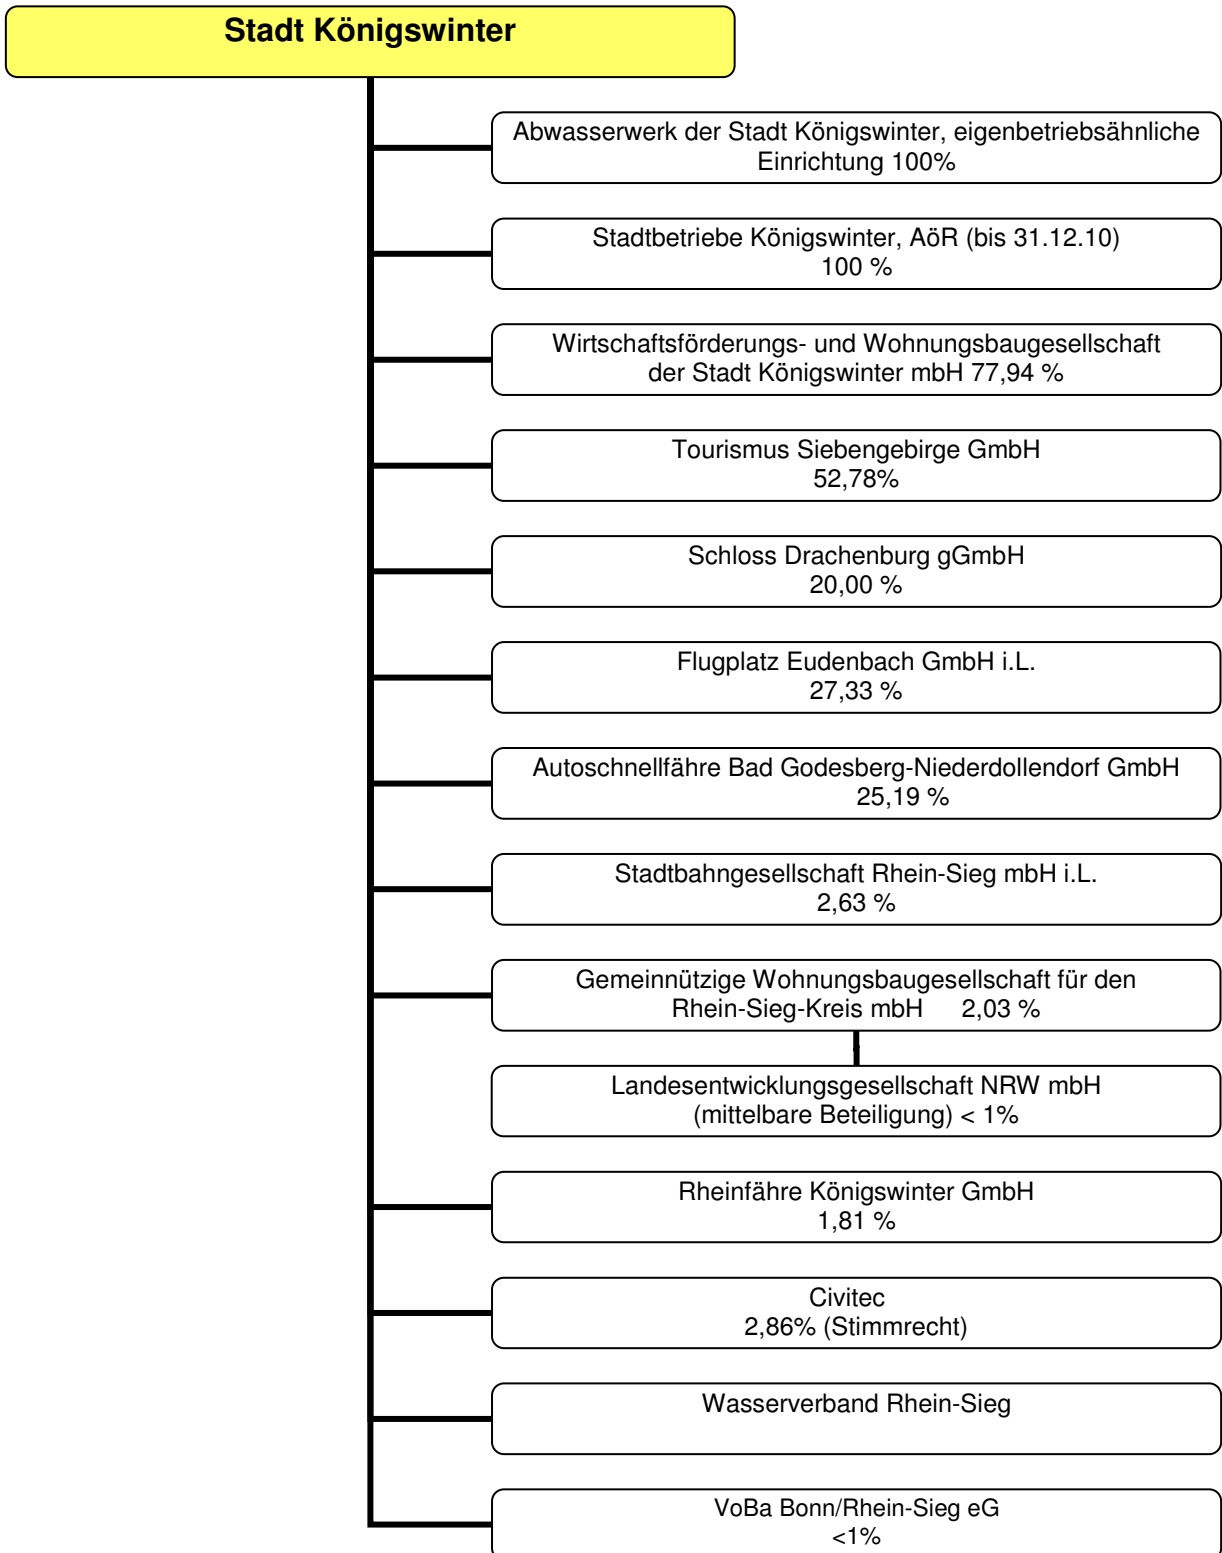 Stadt Königswinter
Abwasserwerk der Stadt Königswinter, eigenbetriebsähnliche
Einrichtung 100%
Stadtbetriebe Königswinter, AöR (bis 31.12.10)
100 %
Wirtschaftsförderungs- und Wohnungsbaugesellschaft
der Stadt Königswinter mbH 77,94 %
Tourismus Siebengebirge GmbH
52,78%
Schloss Drachenburg gGmbH
20,00 %
Flugplatz Eudenbach GmbH i.L.
27,33 %
Autoschnellfähre Bad Godesberg-Niederdollendorf GmbH
25,19 %
Stadtbahngesellschaft Rhein-Sieg mbH i.L.
2,63 %
Gemeinnützige Wohnungsbaugesellschaft für den
Rhein-Sieg-Kreis mbH 2,03 %
Landesentwicklungsgesellschaft NRW mbH
(mittelbare Beteiligung) < 1%
Rheinfähre Königswinter GmbH
1,81 %
Civitec
2,86% (Stimmrecht)
Wasserverband Rhein-Sieg
VoBa Bonn/Rhein-Sieg eG
<1%